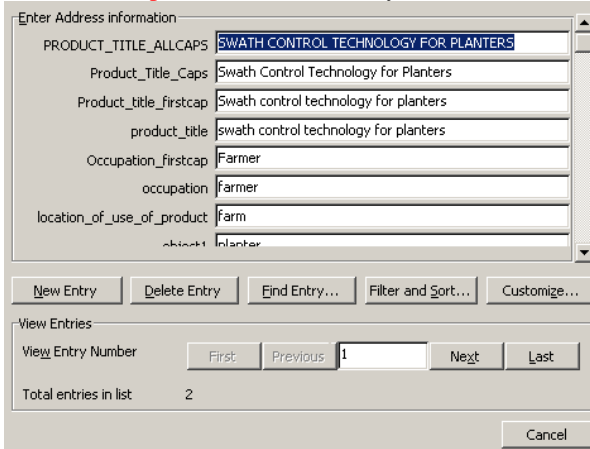 Enter Address information
PRODUCT_TITLE_ALLCAPS SWATH CONTROL TECHNOLOGY FOR PLANTERS
Product_Title_Caps Swath Control Technology for Planters
Product_title_firstcap Swath control technology for planters
product_title swath control technology for planters
Occupation_firstcap Farmer
occupation farmer
location_of_use_of_product farm
object1 planter
New Entry Delete Entry Find Entry... Filter and Sort... Customize...
View Entries
View Entry Number First Previous 1 Next Last
Total entries in list 2
Cancel